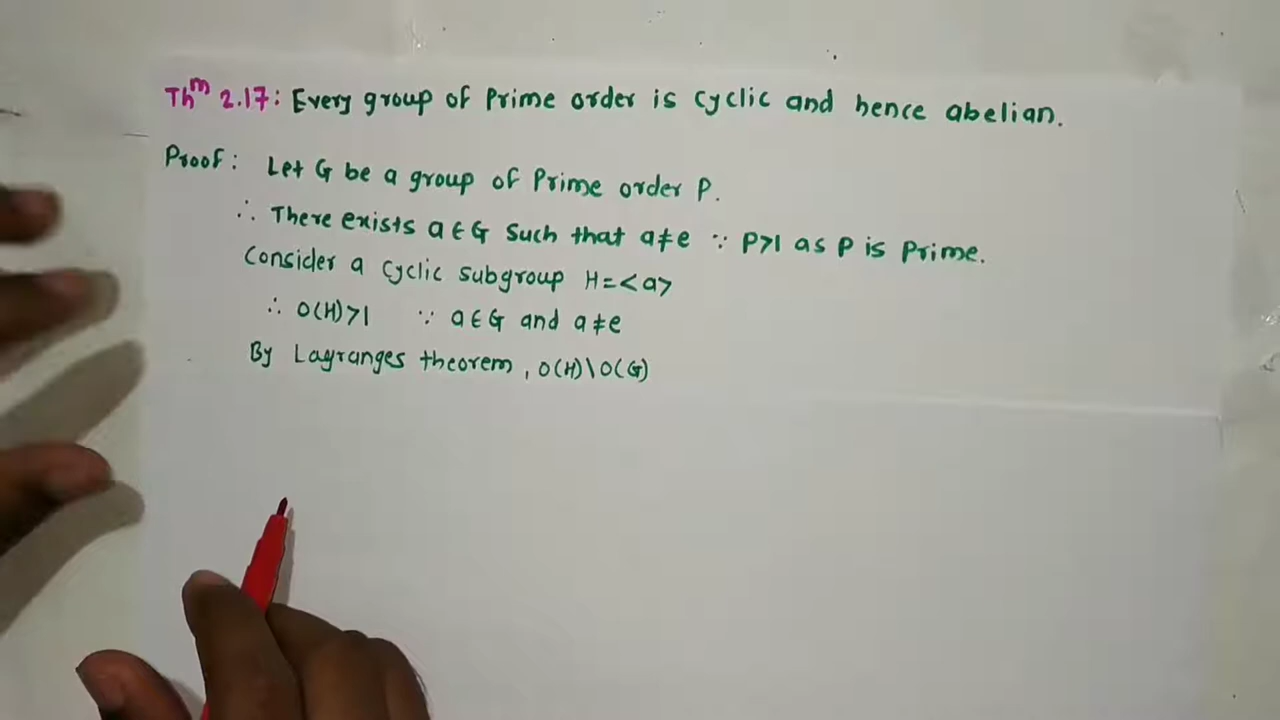 Thᵐ 2.17: Every group of Prime order is cyclic and hence abelian.
Proof: Let G be a group of Prime order P.
∴ There exists a ∈ G Such that a ≠ e ∵ P>1 as P is Prime.
Consider a cyclic subgroup H = <a>
∴ O(H)>1 ∵ a ∈ G and a ≠ e
By Lagranges theorem, O(H)\O(G)